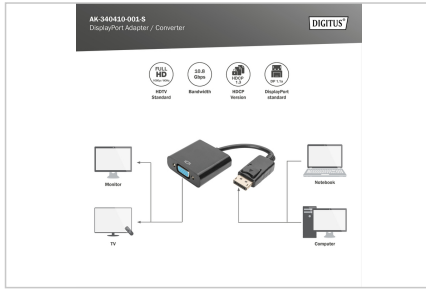 AK-340410-001-S
DisplayPort Adapter / Converter
DIGITUS®
FULL
HD
HDTV
Standard
10.8
Gbps
Bandwidth
HDCP
1.3
HDCP
Version
DP 1.1a
DisplayPort
standard
Monitor
Notebook
TV
Computer